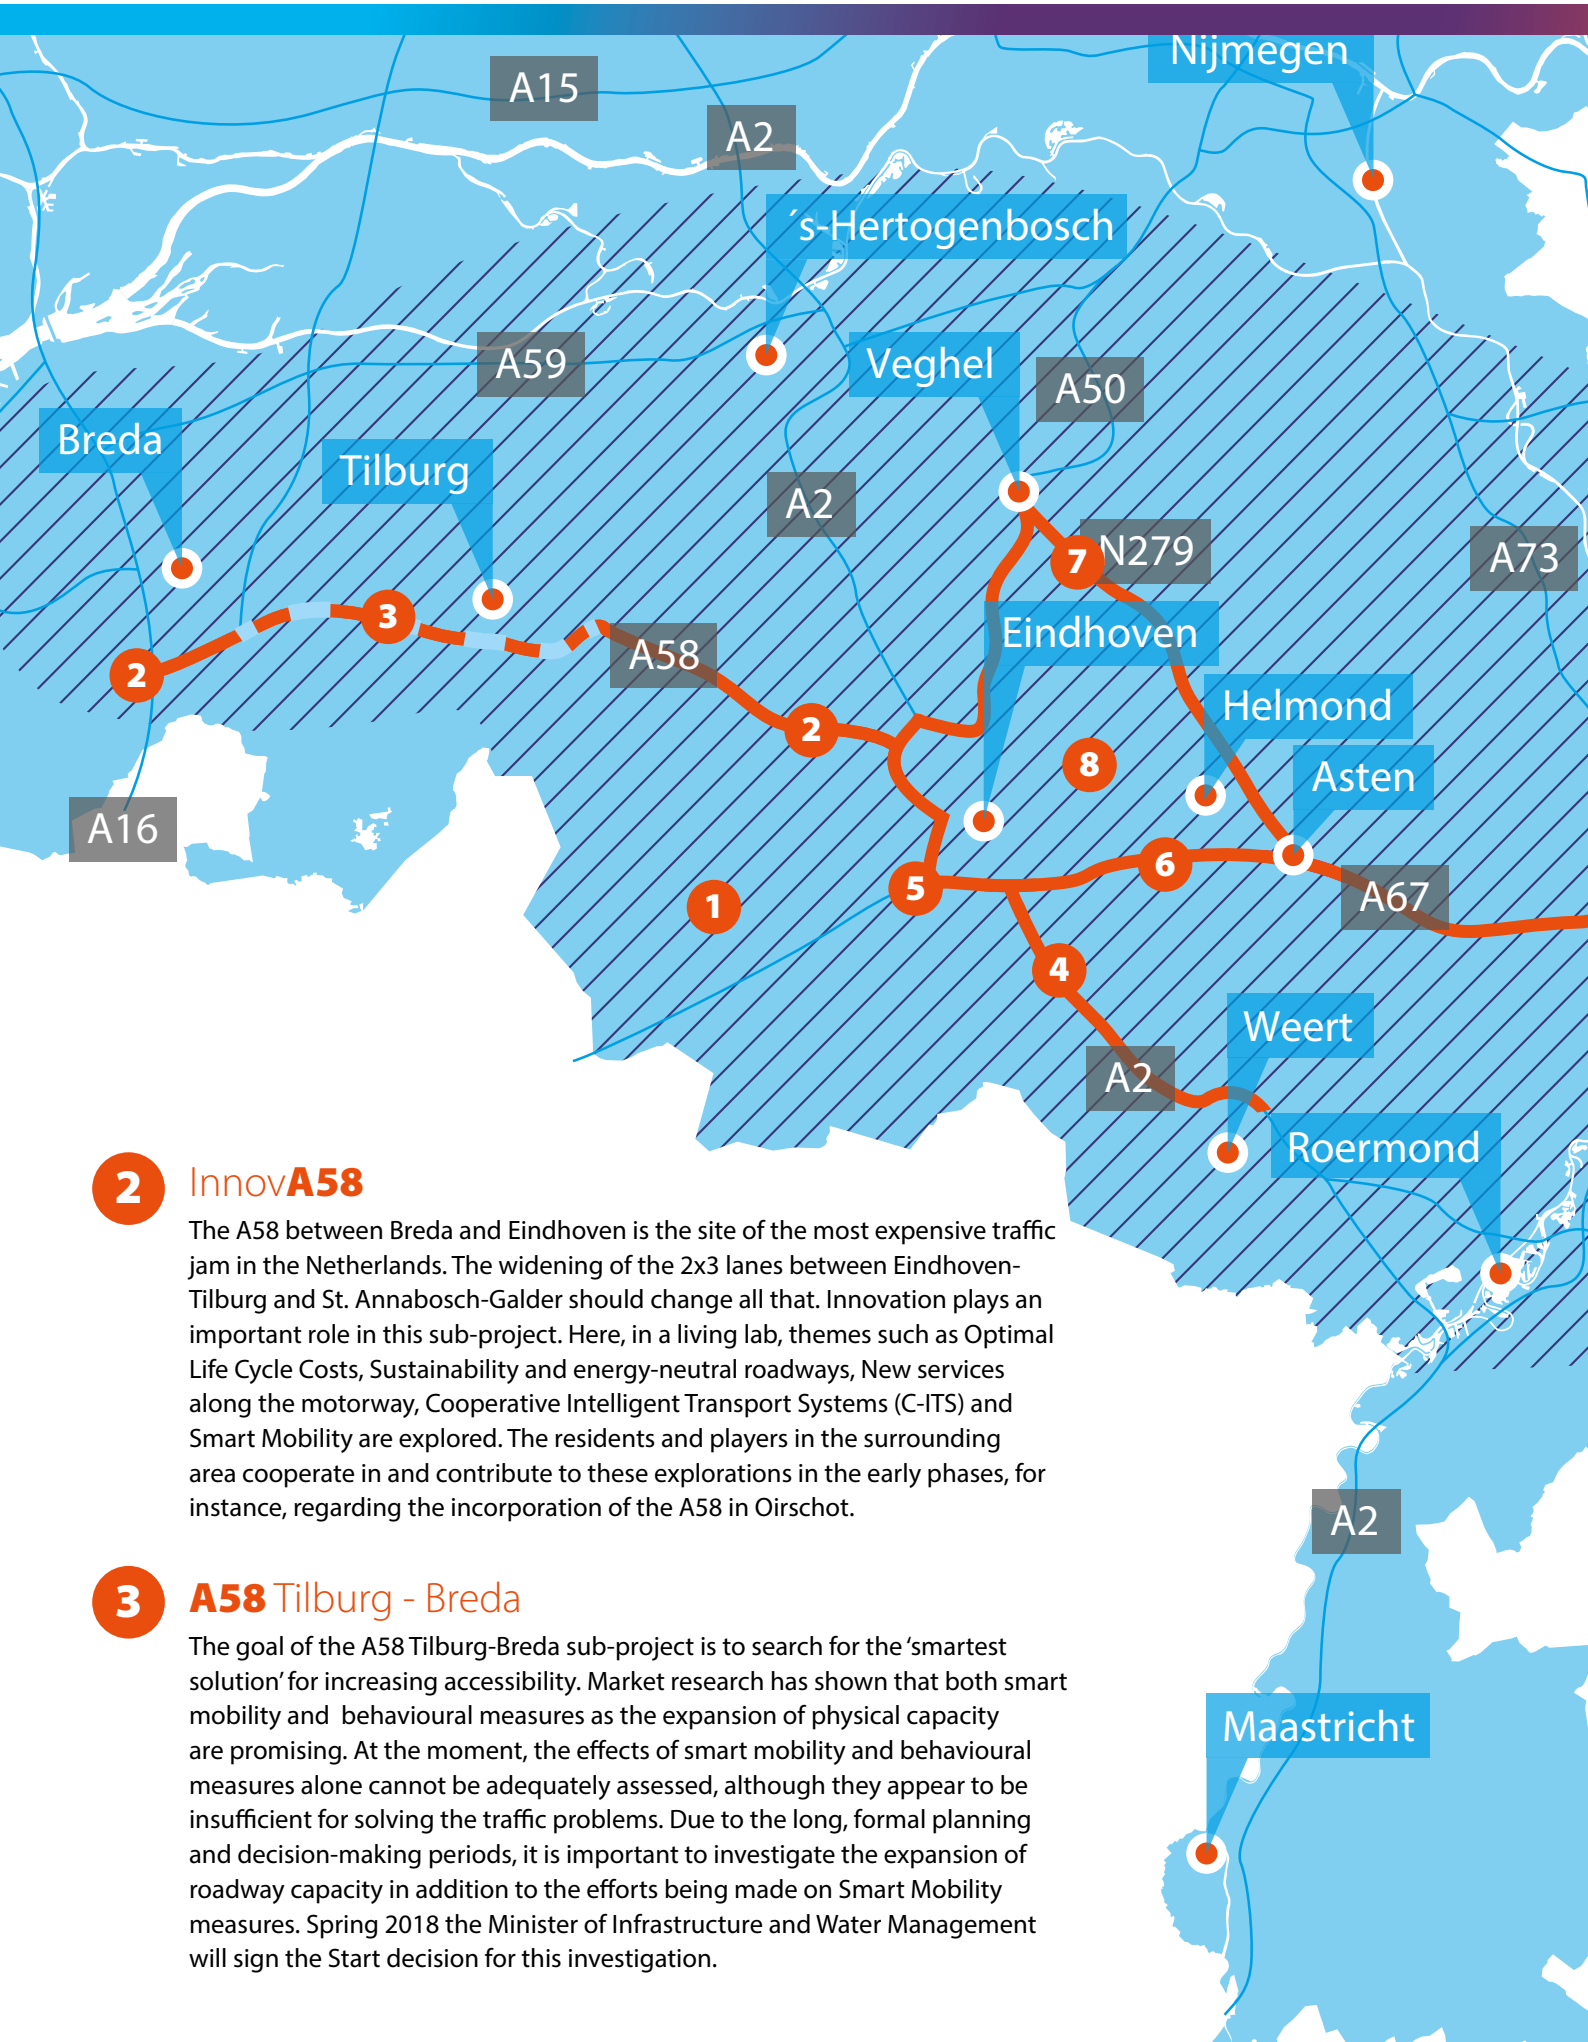 Nijmegen
A15
A2
´s-Hertogenbosch
A59
Veghel
A50
Breda
Tilburg
A2
7
N279
A73
3
Eindhoven
A58
2
Helmond
2
8
Asten
A16
6
5
A67
1
4
Weert
A2
Roermond
2
InnovA58
The A58 between Breda and Eindhoven is the site of the most expensive traffic
jam in the Netherlands. The widening of the 2x3 lanes between Eindhoven-
Tilburg and St. Annabosch-Galder should change all that. Innovation plays an
important role in this sub-project. Here, in a living lab, themes such as Optimal
Life Cycle Costs, Sustainability and energy-neutral roadways, New services
along the motorway, Cooperative Intelligent Transport Systems (C-ITS) and
Smart Mobility are explored. The residents and players in the surrounding
area cooperate in and contribute to these explorations in the early phases, for
instance, regarding the incorporation of the A58 in Oirschot.
A2
3
A58 Tilburg - Breda
The goal of the A58 Tilburg-Breda sub-project is to search for the ‘smartest
solution’ for increasing accessibility. Market research has shown that both smart
mobility and  behavioural measures as the expansion of physical capacity
are promising. At the moment, the effects of smart mobility and behavioural
measures alone cannot be adequately assessed, although they appear to be
insufficient for solving the traffic problems. Due to the long, formal planning
and decision-making periods, it is important to investigate the expansion of
roadway capacity in addition to the efforts being made on Smart Mobility
measures. Spring 2018 the Minister of Infrastructure and Water Management
will sign the Start decision for this investigation.
Maastricht